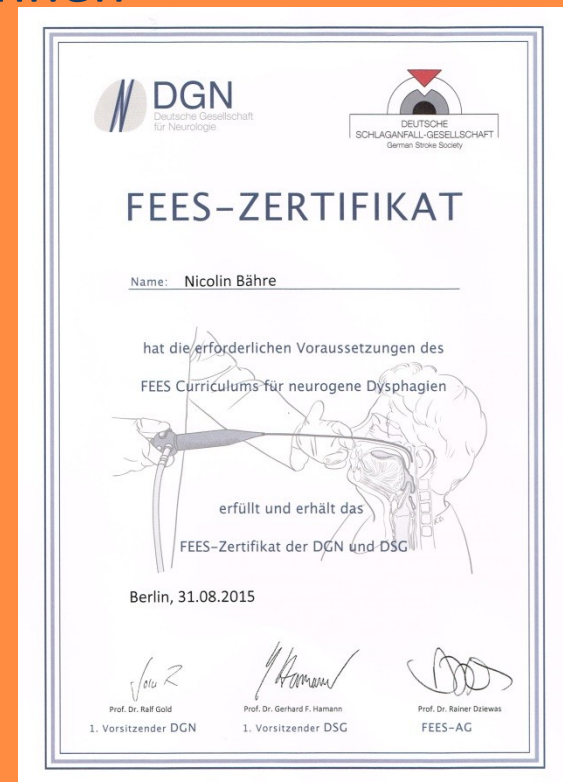 DGN
Deutsche Gesellschaft
für Neurologie
DEUTSCHE
SCHLAGANFALL-GESELLSCHAFT
German Stroke Society
FEES-ZERTIFIKAT
Name: Nicolin Bähre
hat die erforderlichen Voraussetzungen des
FEES Curriculums für neurogene Dysphagien
erfüllt und erhält das
FEES-Zertifikat der DGN und DSG
Berlin, 31.08.2015
Prof. Dr. Ralf Gold
1. Vorsitzender DGN
Prof. Dr. Gerhard F. Hamann
1. Vorsitzender DSG
Prof. Dr. Rainer Dziewas
FEES-AG